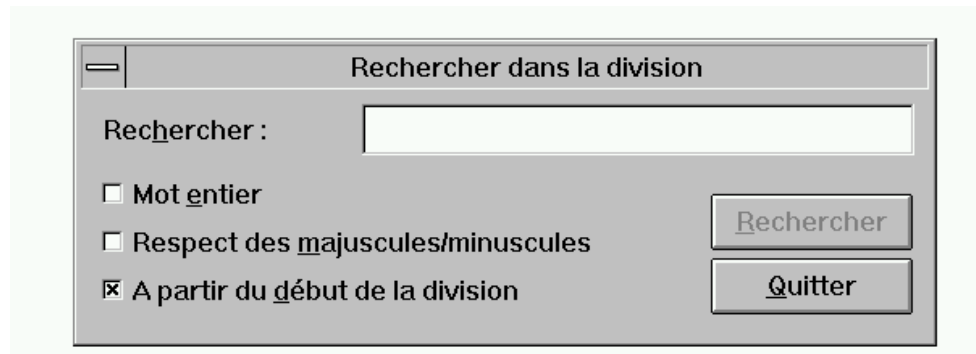 Rechercher dans la division
Rechercher :
Mot entier
Respect des majuscules/minuscules
A partir du début de la division
Rechercher
Quitter